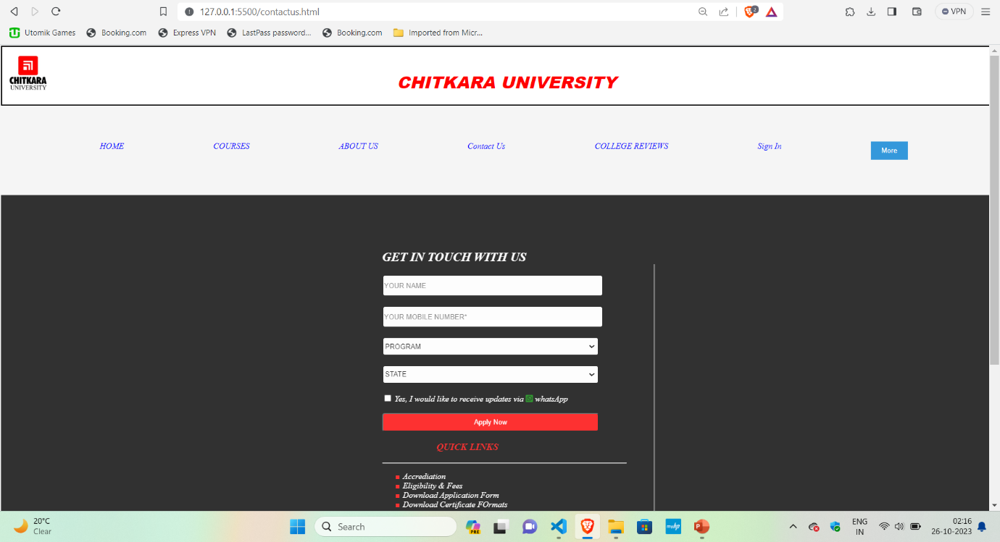 127.0.0.1:5500/contactus.html
2
VPN
Utomik Games
Booking.com
Express VPN
LastPass password...
Booking.com
Imported from Micr...
CHITKARA
UNIVERSITY
CHITKARA UNIVERSITY
HOME
COURSES
ABOUT US
Contact Us
COLLEGE REVIEWS
Sign In
More
GET IN TOUCH WITH US
YOUR NAME
YOUR MOBILE NUMBER*
PROGRAM
STATE
Yes, I would like to receive updates via whatsApp
Apply Now
QUICK LINKS
Accrediation
Eligibility & Fees
Download Application Form
Download Certificate FOrmats
20°C
Clear
Search
PRE
myhp
ENG
IN
02:16
26-10-2023